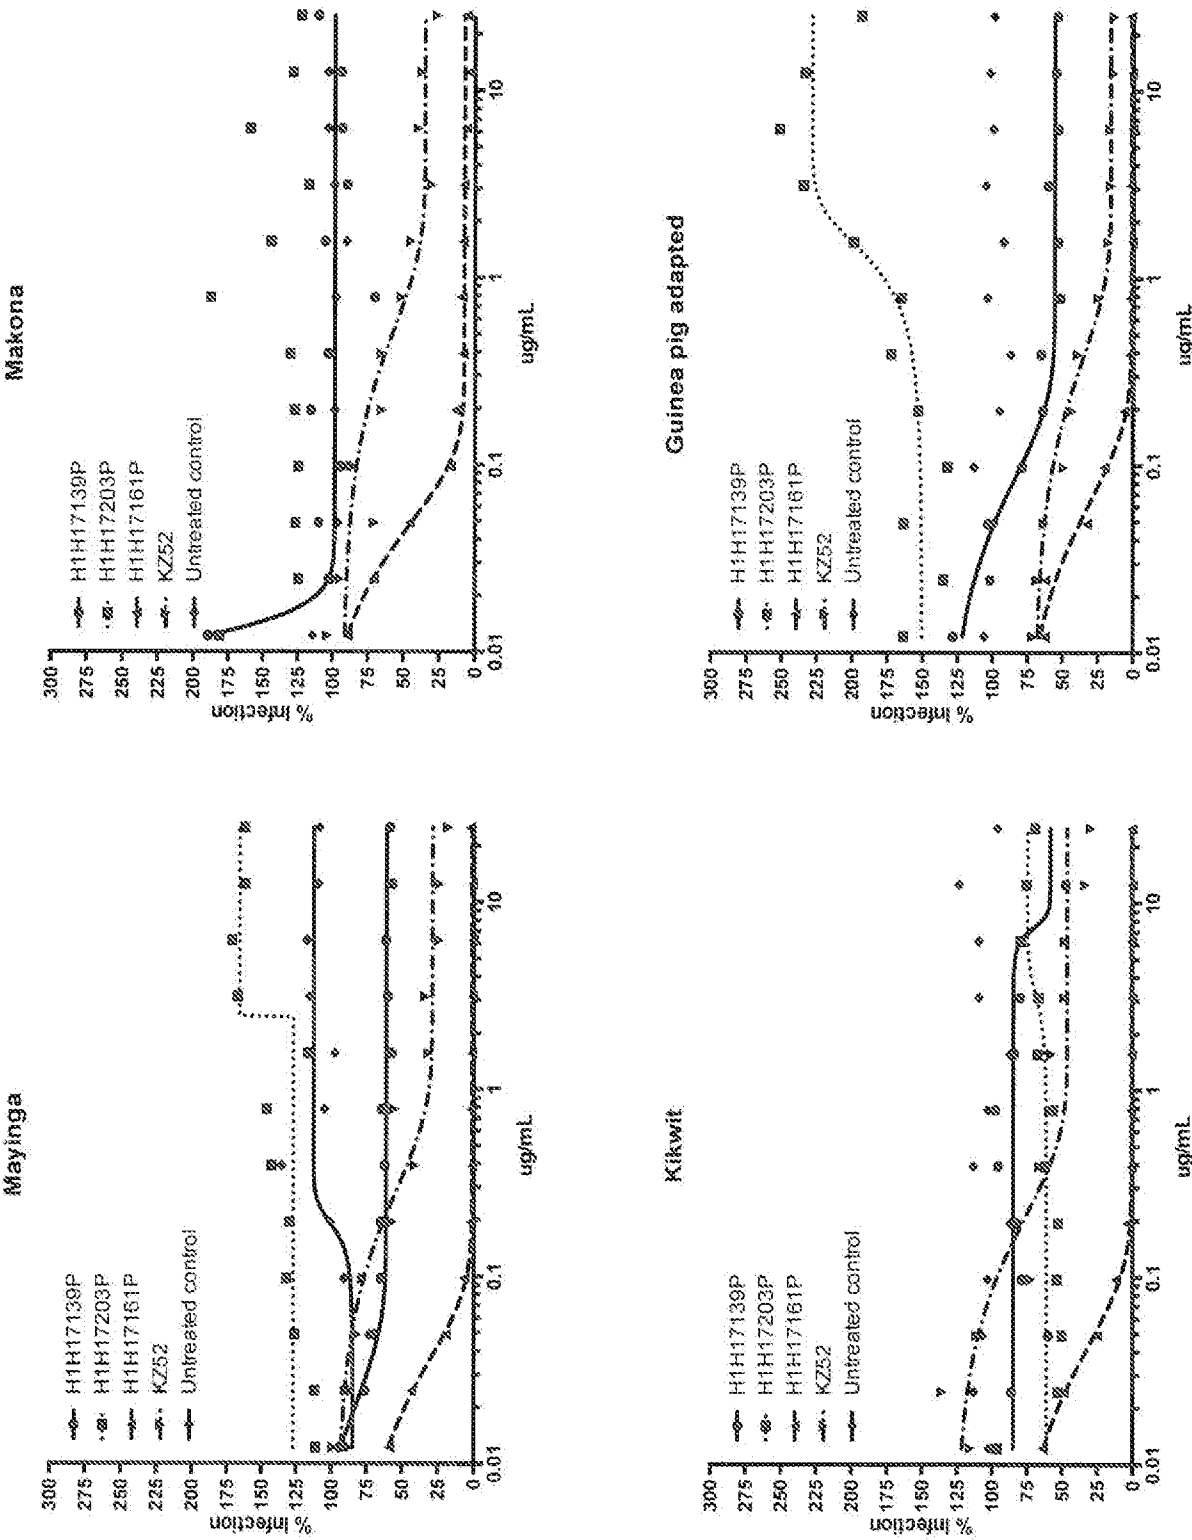 Mayinga
H1H17139P
H1H17203P
H1H17161P
KZ52
Untreated control
% Infection
300
275
250
225
200
175
150
125
100
75
50
25
0
0.01
0.1
1
10
ug/mL
Makona
H1H17139P
H1H17203P
H1H17161P
KZ52
Untreated control
% Infection
300
275
250
225
200
175
150
125
100
75
50
25
0
0.01
0.1
1
10
ug/mL
Kikwit
H1H17139P
H1H17203P
H1H17161P
KZ52
Untreated control
% Infection
300
275
250
225
200
175
150
125
100
75
50
25
0
0.01
0.1
1
10
ug/mL
Guinea pig adapted
H1H17139P
H1H17203P
H1H17161P
KZ52
Untreated control
% Infection
300
275
250
225
200
175
150
125
100
75
50
25
0
0.01
0.1
1
10
ug/mL